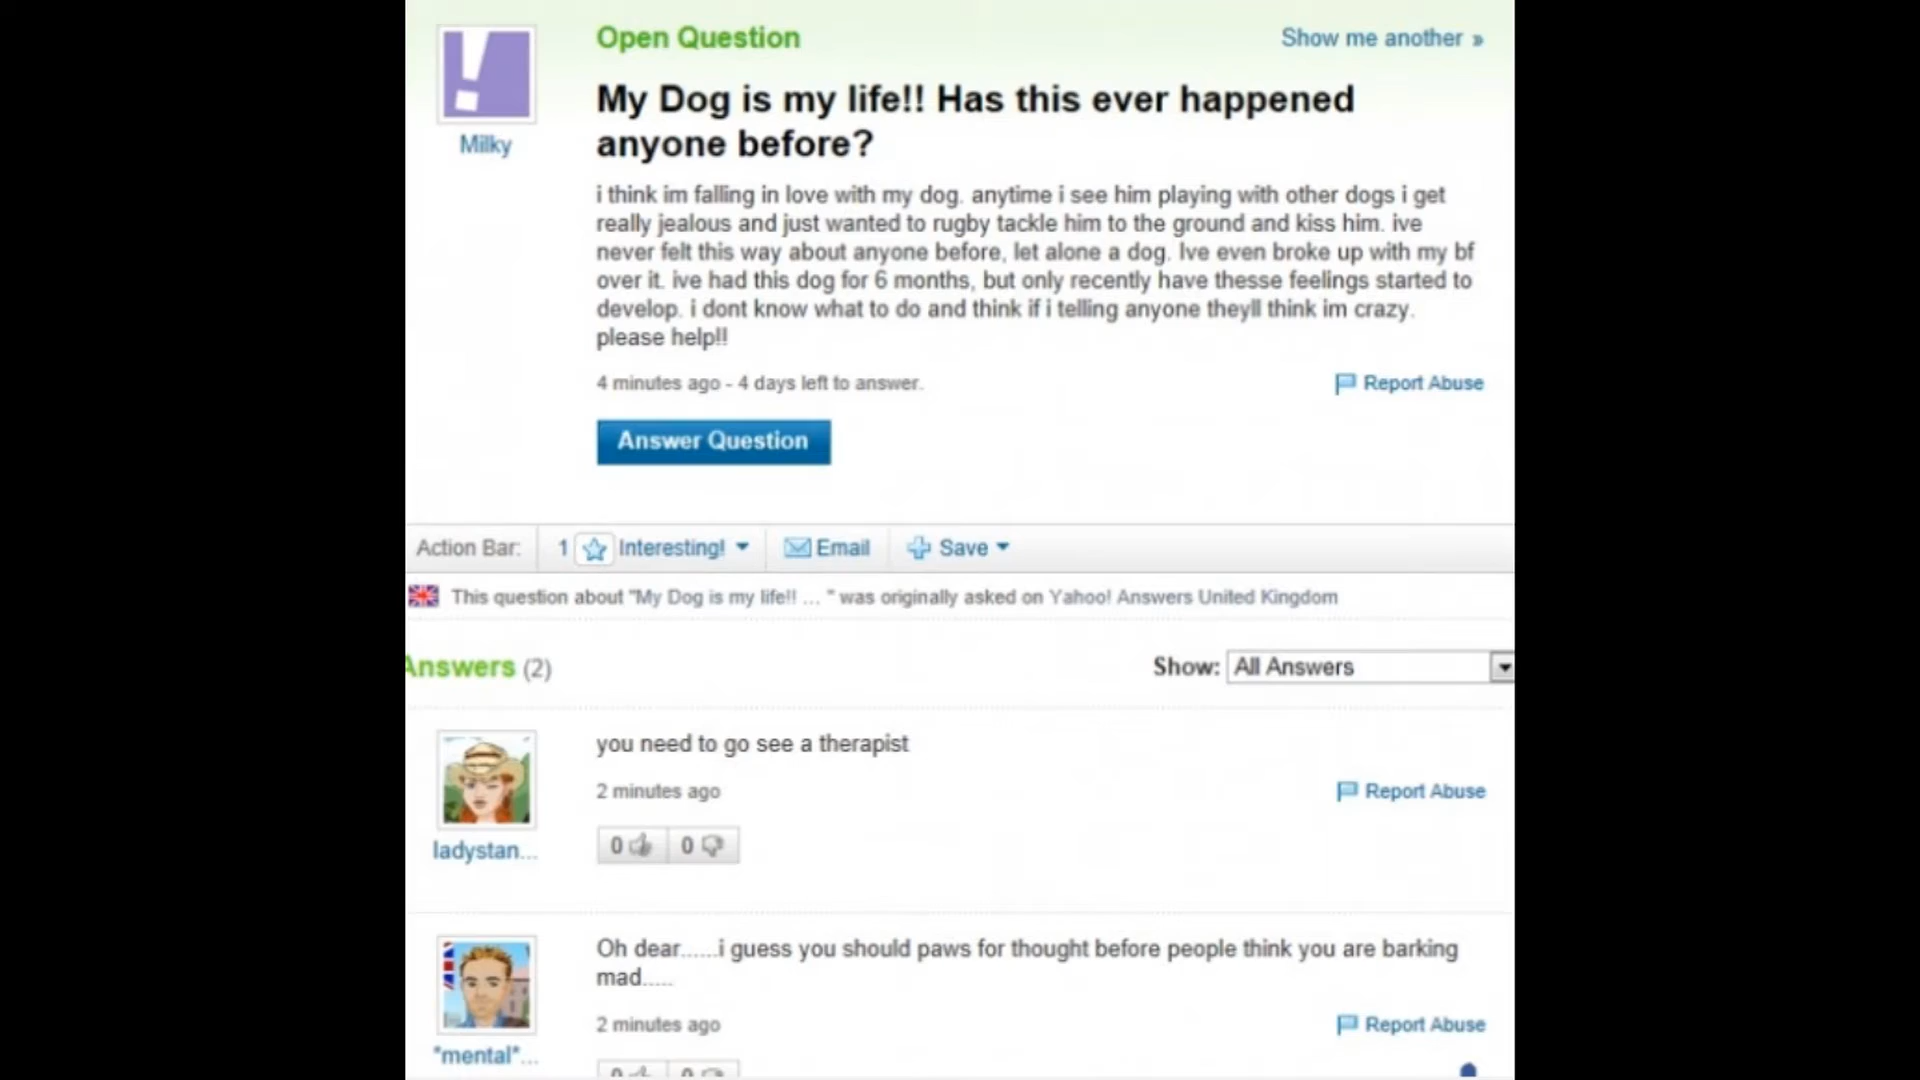 Open Question
Show me another »
My Dog is my life!! Has this ever happened
anyone before?
Milky
i think im falling in love with my dog. anytime i see him playing with other dogs i get
really jealous and just wanted to rugby tackle him to the ground and kiss him. ive
never felt this way about anyone before, let alone a dog. Ive even broke up with my bf
over it. ive had this dog for 6 months, but only recently have thesse feelings started to
develop. i dont know what to do and think if i telling anyone theyll think im crazy.
please help!!
4 minutes ago - 4 days left to answer.
Report Abuse
Answer Question
Action Bar: 1 Interesting! Email Save
This question about "My Dog is my life!! ... " was originally asked on Yahoo! Answers United Kingdom
Answers (2)
Show: All Answers
you need to go see a therapist
2 minutes ago
Report Abuse
0 0
ladystan...
Oh dear......i guess you should paws for thought before people think you are barking
mad.....
2 minutes ago
Report Abuse
*mental*...
0 0